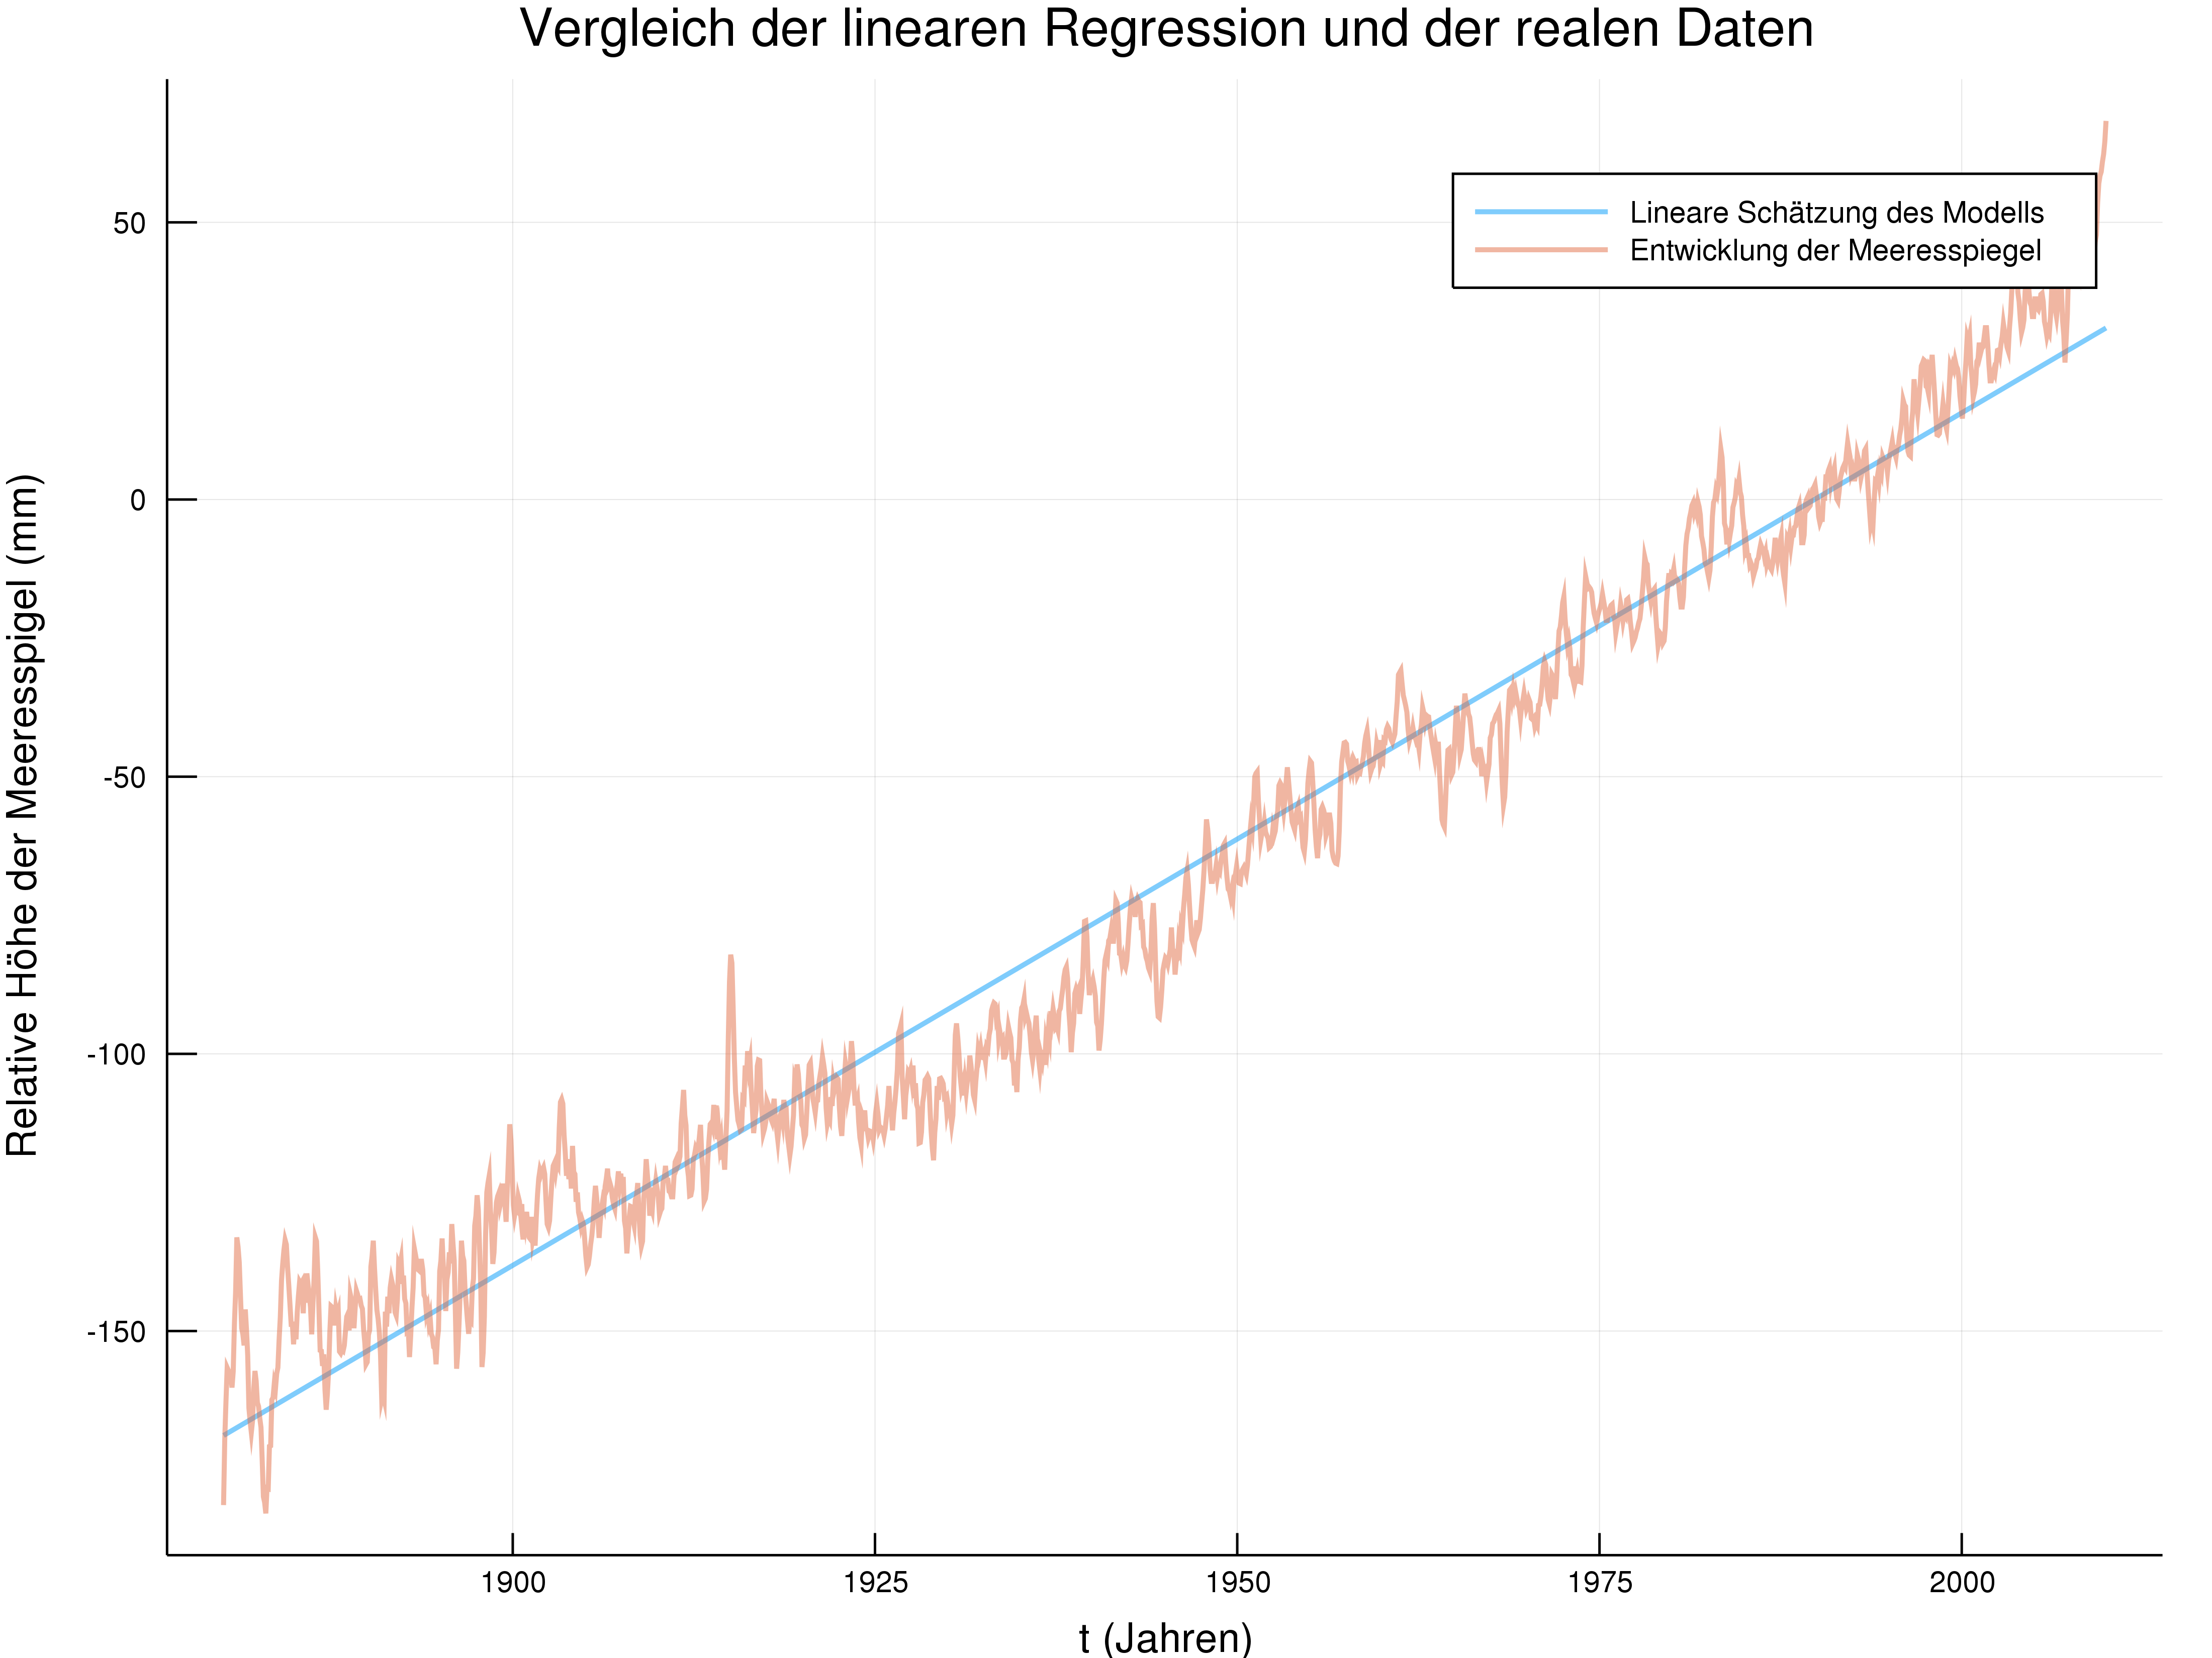 Vergleich der linearen Regression und der realen Daten
Lineare Schätzung des Modells
Entwicklung der Meeresspiegel
Relative Höhe der Meeresspigel (mm)
50
0
-50
-100
-150
1900
1925
1950
1975
2000
t (Jahren)